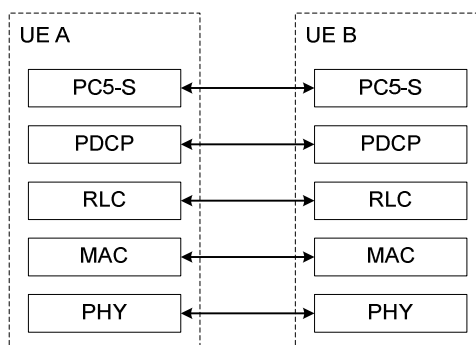 UE A UE B
PC5-S PC5-S
PDCP PDCP
RLC RLC
MAC MAC
PHY PHY